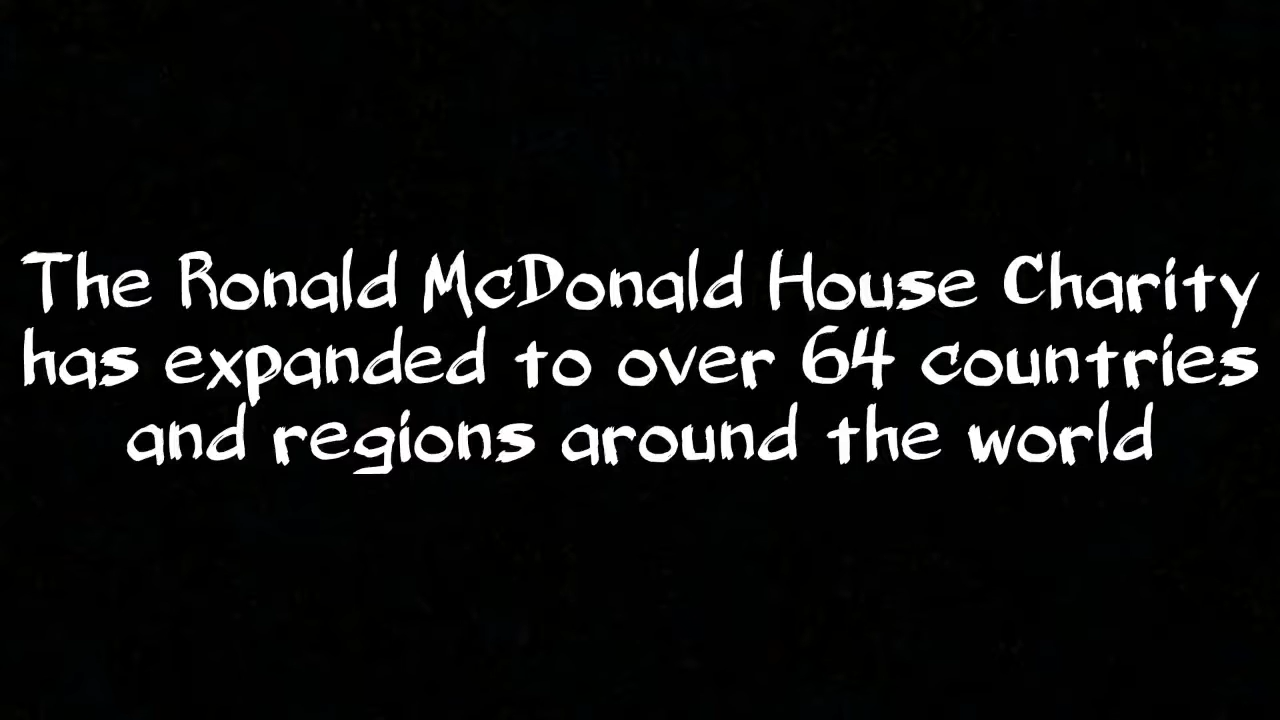 The Ronald McDonald House Charity
has expanded to over 64 countries
and regions around the world